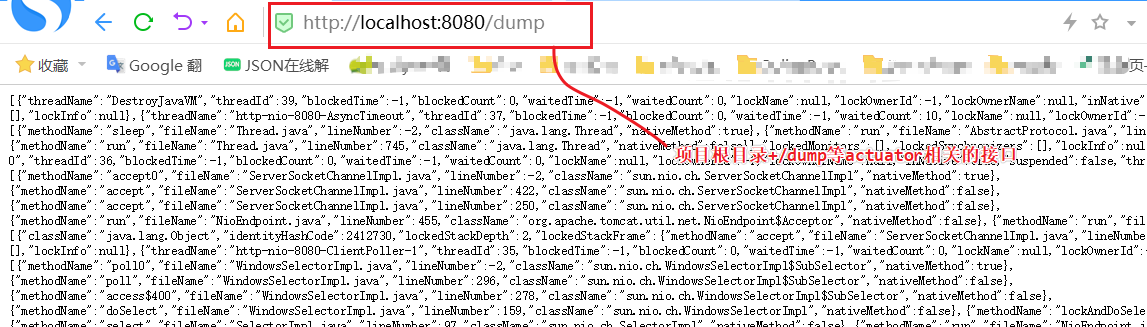 http://localhost:8080/dump
收藏 Google 翻 JSON在线解 页
[{"threadName":"DestroyJavaVM","threadId":39,"blockedTime":-1,"blockedCount":0,"waitedTime":-1,"waitedCount":0,"lockName":null,"lockOwnerId":-1,"lockOwnerName":null,"inNative"
[],"lockInfo":null},{"threadName":"http-nio-8080-AsyncTimeout","threadId":37,"blockedTime":-1,"blockedCount":0,"waitedTime":-1,"waitedCount":10,"lockName":null,"lockOwnerId":-
[{"methodName":"sleep","fileName":"Thread.java","lineNumber":-2,"className":"java.lang.Thread","nativeMethod":true},{"methodName":"run","fileName":"AbstractProtocol.java","lin
{"methodName":"run","fileName":"Thread.java","lineNumber":745,"className":"java.lang.Thread","nativeMethod":false}],"lockedMonitors":[],"lockedSynchronizers":[],"lockInfo":nul
项目根目录+/dump等actuator相关的接口
0","threadId":36,"blockedTime":-1,"blockedCount":0,"waitedTime":-1,"waitedCount":0,"lockName":null, suspended":false,"thr
[{"methodName":"accept0","fileName":"ServerSocketChannelImpl.java","lineNumber":-2,"className":"sun.nio.ch.ServerSocketChannelImpl","nativeMethod":true},
{"methodName":"accept","fileName":"ServerSocketChannelImpl.java","lineNumber":422,"className":"sun.nio.ch.ServerSocketChannelImpl","nativeMethod":false},
{"methodName":"accept","fileName":"ServerSocketChannelImpl.java","lineNumber":250,"className":"sun.nio.ch.ServerSocketChannelImpl","nativeMethod":false},
{"methodName":"run","fileName":"NioEndpoint.java","lineNumber":455,"className":"org.apache.tomcat.util.net.NioEndpoint$Acceptor","nativeMethod":false},{"methodName":"run","fil
[{"className":"java.lang.Object","identityHashCode":2412730,"lockedStackDepth":2,"lockedStackFrame":{"methodName":"accept","fileName":"ServerSocketChannelImpl.java","lineNumbe
[],"lockInfo":null},{"threadName":"http-nio-8080-ClientPoller-1","threadId":35,"blockedTime":-1,"blockedCount":0,"waitedTime":-1,"waitedCount":0,"lockName":null,"lockOwnerId"
[{"methodName":"poll0","fileName":"WindowsSelectorImpl.java","lineNumber":-2,"className":"sun.nio.ch.WindowsSelectorImpl$SubSelector","nativeMethod":true},
{"methodName":"poll","fileName":"WindowsSelectorImpl.java","lineNumber":296,"className":"sun.nio.ch.WindowsSelectorImpl$SubSelector","nativeMethod":false},
{"methodName":"access$400","fileName":"WindowsSelectorImpl.java","lineNumber":278,"className":"sun.nio.ch.WindowsSelectorImpl$SubSelector","nativeMethod":false},
{"methodName":"doSelect","fileName":"WindowsSelectorImpl.java","lineNumber":159,"className":"sun.nio.ch.WindowsSelectorImpl","nativeMethod":false},{"methodName":"lockAndDoSele